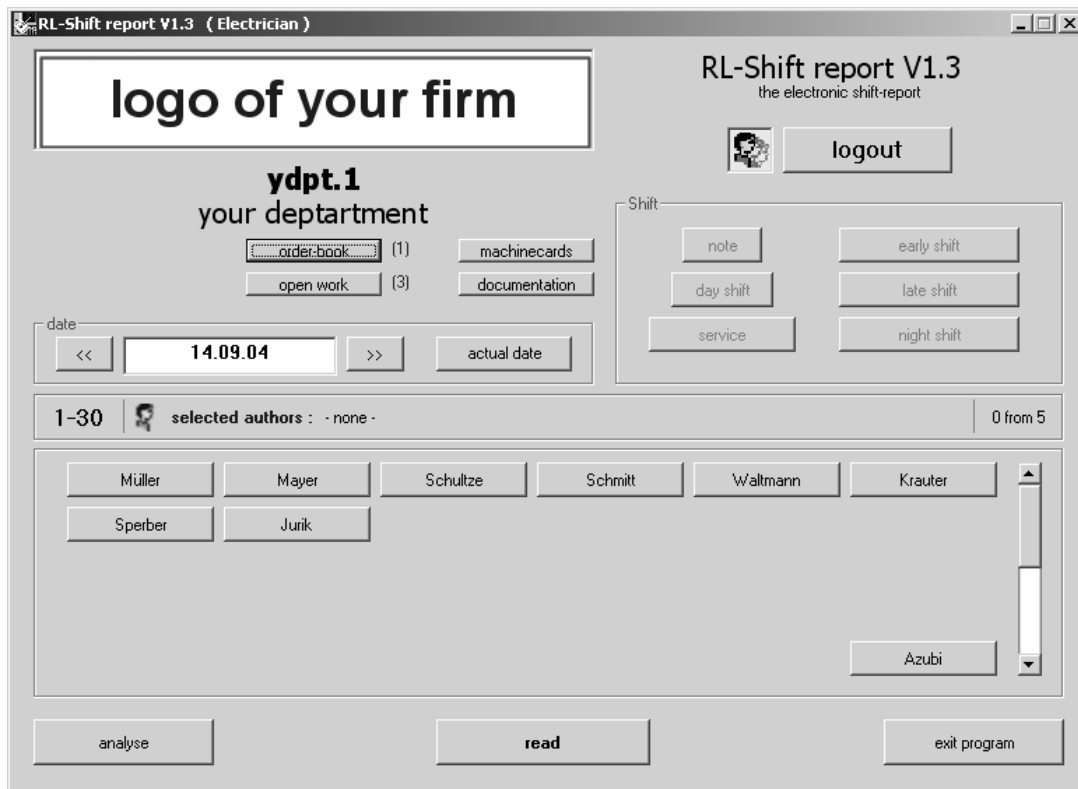 RL-Shift report V1.3 ( Electrician )
logo of your firm
RL-Shift report V1.3
the electronic shift-report
logout
ydpt.1
your deptartment
order-book (1) machinecards
open work (3) documentation
Shift
note early shift
day shift late shift
service night shift
date
<< 14.09.04 >> actual date
1-30 selected authors : - none - 0 from 5
Müller Mayer Schultze Schmitt Waltmann Krauter
Sperber Jurik
Azubi
analyse read exit program